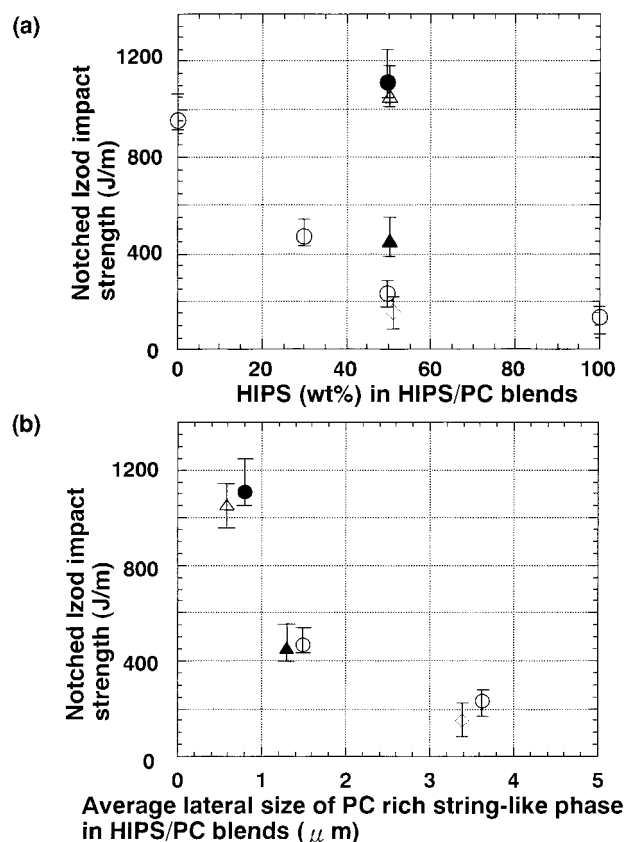 (a)
Notched Izod impact
strength (J/m)
1200
800
400
0
0 20 40 60 80 100
HIPS (wt%) in HIPS/PC blends
(b)
Notched Izod impact
strength (J/m)
1200
800
400
0
0 1 2 3 4 5
Average lateral size of PC rich string-like phase
in HIPS/PC blends ( μ m)